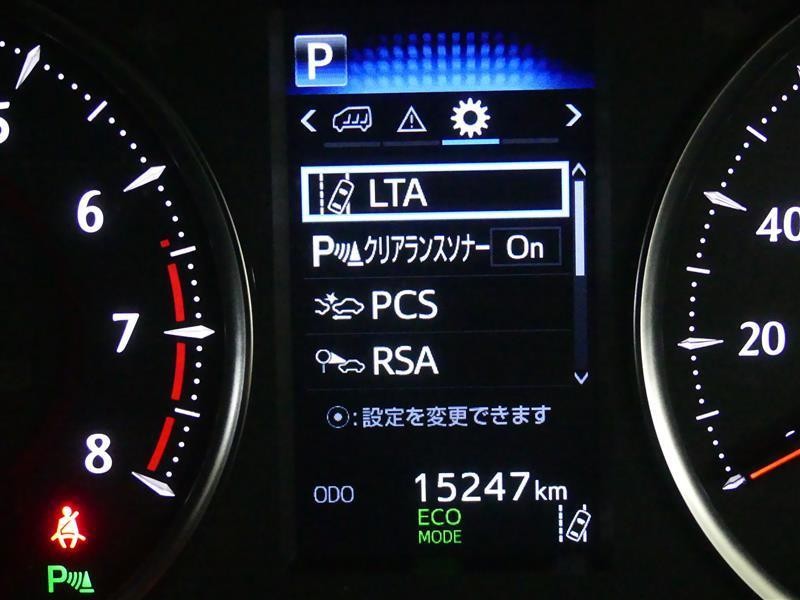 P
LTA
P クリアランスソナー On
PCS
RSA
:設定を変更できます
ODO 15247 km
ECO
MODE
5
6
7
8
P
40
20